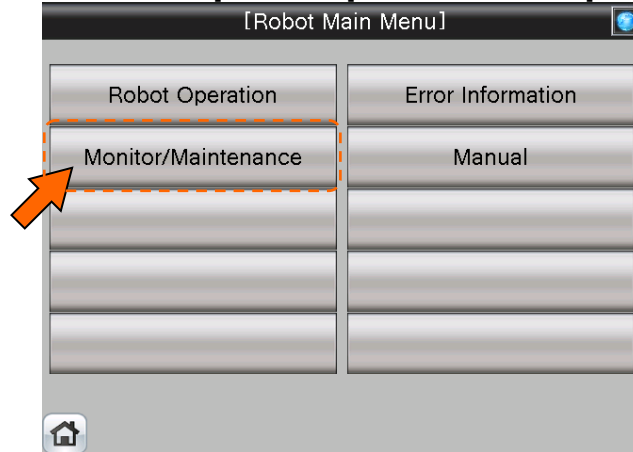 [Robot Main Menu]
Robot Operation
Error Information
Monitor/Maintenance
Manual